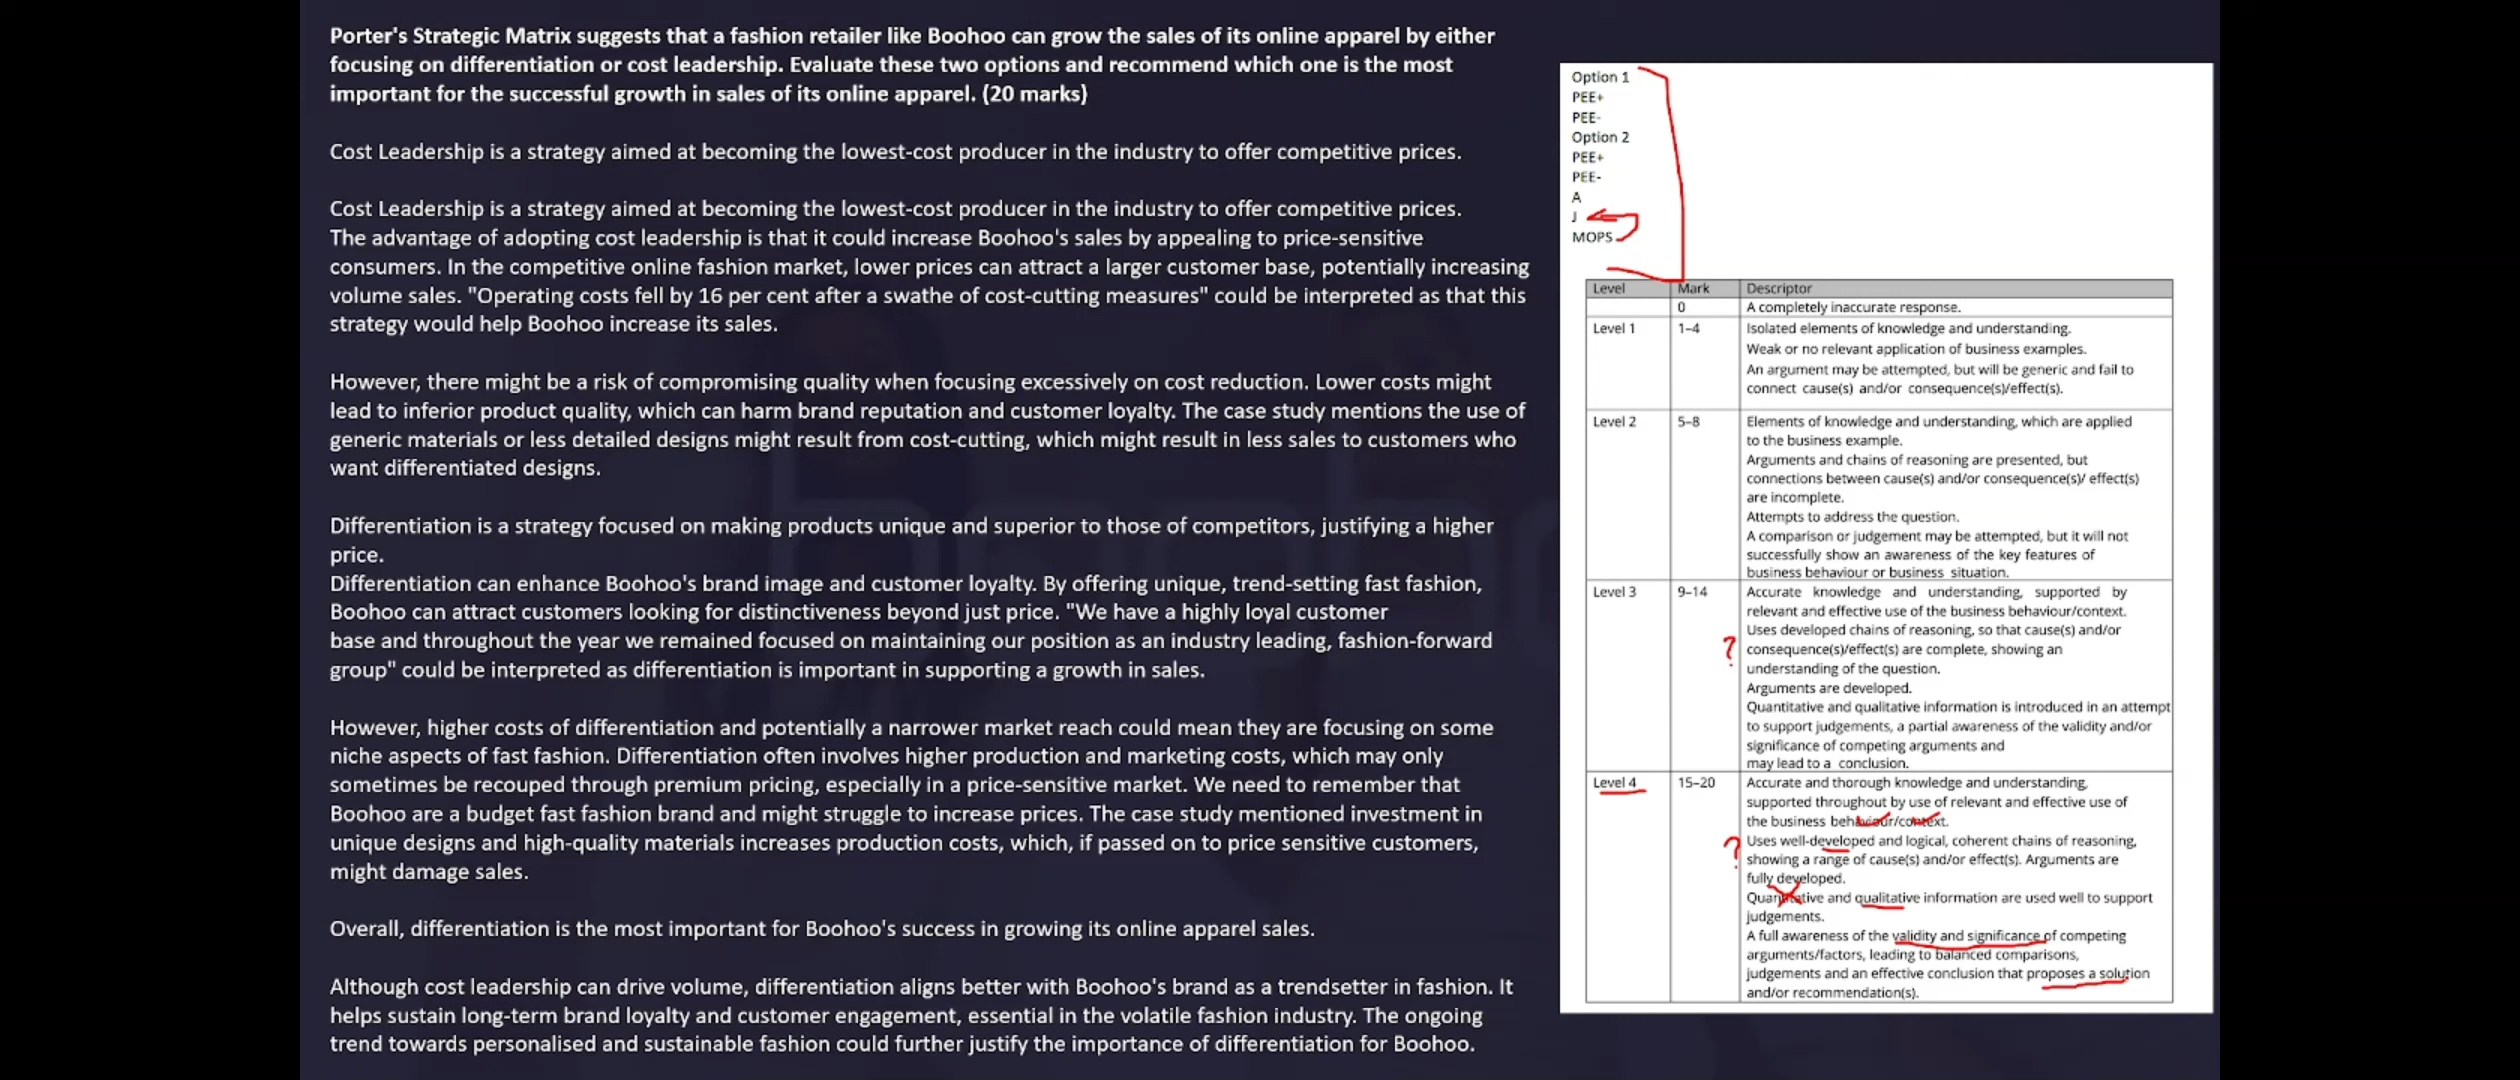 Porter's Strategic Matrix suggests that a fashion retailer like Boohoo can grow the sales of its online apparel by either
focusing on differentiation or cost leadership. Evaluate these two options and recommend which one is the most
important for the successful growth in sales of its online apparel. (20 marks)
Cost Leadership is a strategy aimed at becoming the lowest-cost producer in the industry to offer competitive prices.
Cost Leadership is a strategy aimed at becoming the lowest-cost producer in the industry to offer competitive prices.
The advantage of adopting cost leadership is that it could increase Boohoo's sales by appealing to price-sensitive
consumers. In the competitive online fashion market, lower prices can attract a larger customer base, potentially increasing
volume sales. "Operating costs fell by 16 per cent after a swathe of cost-cutting measures" could be interpreted as that this
strategy would help Boohoo increase its sales.
However, there might be a risk of compromising quality when focusing excessively on cost reduction. Lower costs might
lead to inferior product quality, which can harm brand reputation and customer loyalty. The case study mentions the use of
generic materials or less detailed designs might result from cost-cutting, which might result in less sales to customers who
want differentiated designs.
Differentiation is a strategy focused on making products unique and superior to those of competitors, justifying a higher
price.
Differentiation can enhance Boohoo's brand image and customer loyalty. By offering unique, trend-setting fast fashion,
Boohoo can attract customers looking for distinctiveness beyond just price. "We have a highly loyal customer
base and throughout the year we remained focused on maintaining our position as an industry leading, fashion-forward
group" could be interpreted as differentiation is important in supporting a growth in sales.
However, higher costs of differentiation and potentially a narrower market reach could mean they are focusing on some
niche aspects of fast fashion. Differentiation often involves higher production and marketing costs, which may only
sometimes be recouped through premium pricing, especially in a price-sensitive market. We need to remember that
Boohoo are a budget fast fashion brand and might struggle to increase prices. The case study mentioned investment in
unique designs and high-quality materials increases production costs, which, if passed on to price sensitive customers,
might damage sales.
Overall, differentiation is the most important for Boohoo's success in growing its online apparel sales.
Although cost leadership can drive volume, differentiation aligns better with Boohoo's brand as a trendsetter in fashion. It
helps sustain long-term brand loyalty and customer engagement, essential in the volatile fashion industry. The ongoing
trend towards personalised and sustainable fashion could further justify the importance of differentiation for Boohoo.
Option 1
PEE+
PEE-
Option 2
PEE+
PEE-
A
J
MOPS
Level Mark Descriptor
0 A completely inaccurate response.
Level 1 1–4 Isolated elements of knowledge and understanding.
Weak or no relevant application of business examples.
An argument may be attempted, but will be generic and fail to
connect cause(s) and/or consequence(s)/effect(s).
Level 2 5–8 Elements of knowledge and understanding, which are applied
to the business example.
Arguments and chains of reasoning are presented, but
connections between cause(s) and/or consequence(s)/ effect(s)
are incomplete.
Attempts to address the question.
A comparison or judgement may be attempted, but it will not
successfully show an awareness of the key features of
business behaviour or business situation.
Level 3 9–14 Accurate knowledge and understanding, supported by
relevant and effective use of the business behaviour/context.
Uses developed chains of reasoning, so that cause(s) and/or
? consequence(s)/effect(s) are complete, showing an
understanding of the question.
Arguments are developed.
Quantitative and qualitative information is introduced in an attempt
to support judgements, a partial awareness of the validity and/or
significance of competing arguments and
may lead to a conclusion.
Level 4 15–20 Accurate and thorough knowledge and understanding,
supported throughout by use of relevant and effective use of
the business behaviour/context.
? Uses well-developed and logical, coherent chains of reasoning,
showing a range of cause(s) and/or effect(s). Arguments are
fully developed.
Quantitative and qualitative information are used well to support
judgements.
A full awareness of the validity and significance of competing
arguments/factors, leading to balanced comparisons,
judgements and an effective conclusion that proposes a solution
and/or recommendation(s).